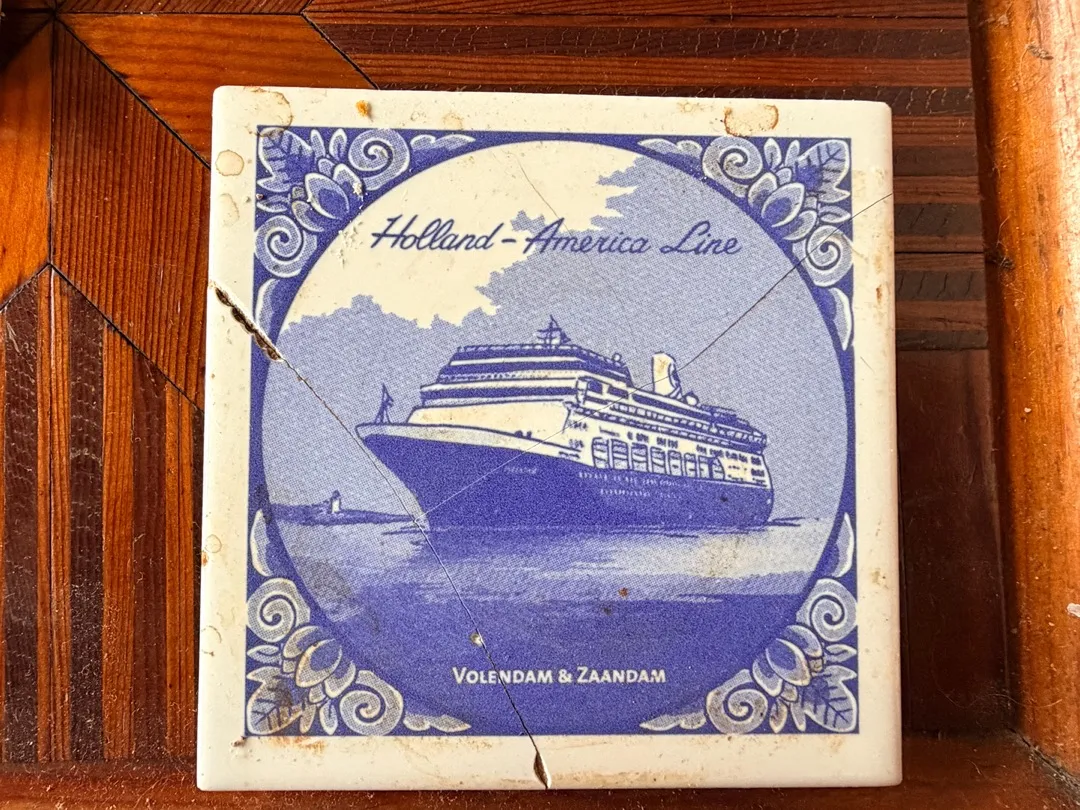 Holland - America Line
VOLENDAM & ZAANDAM